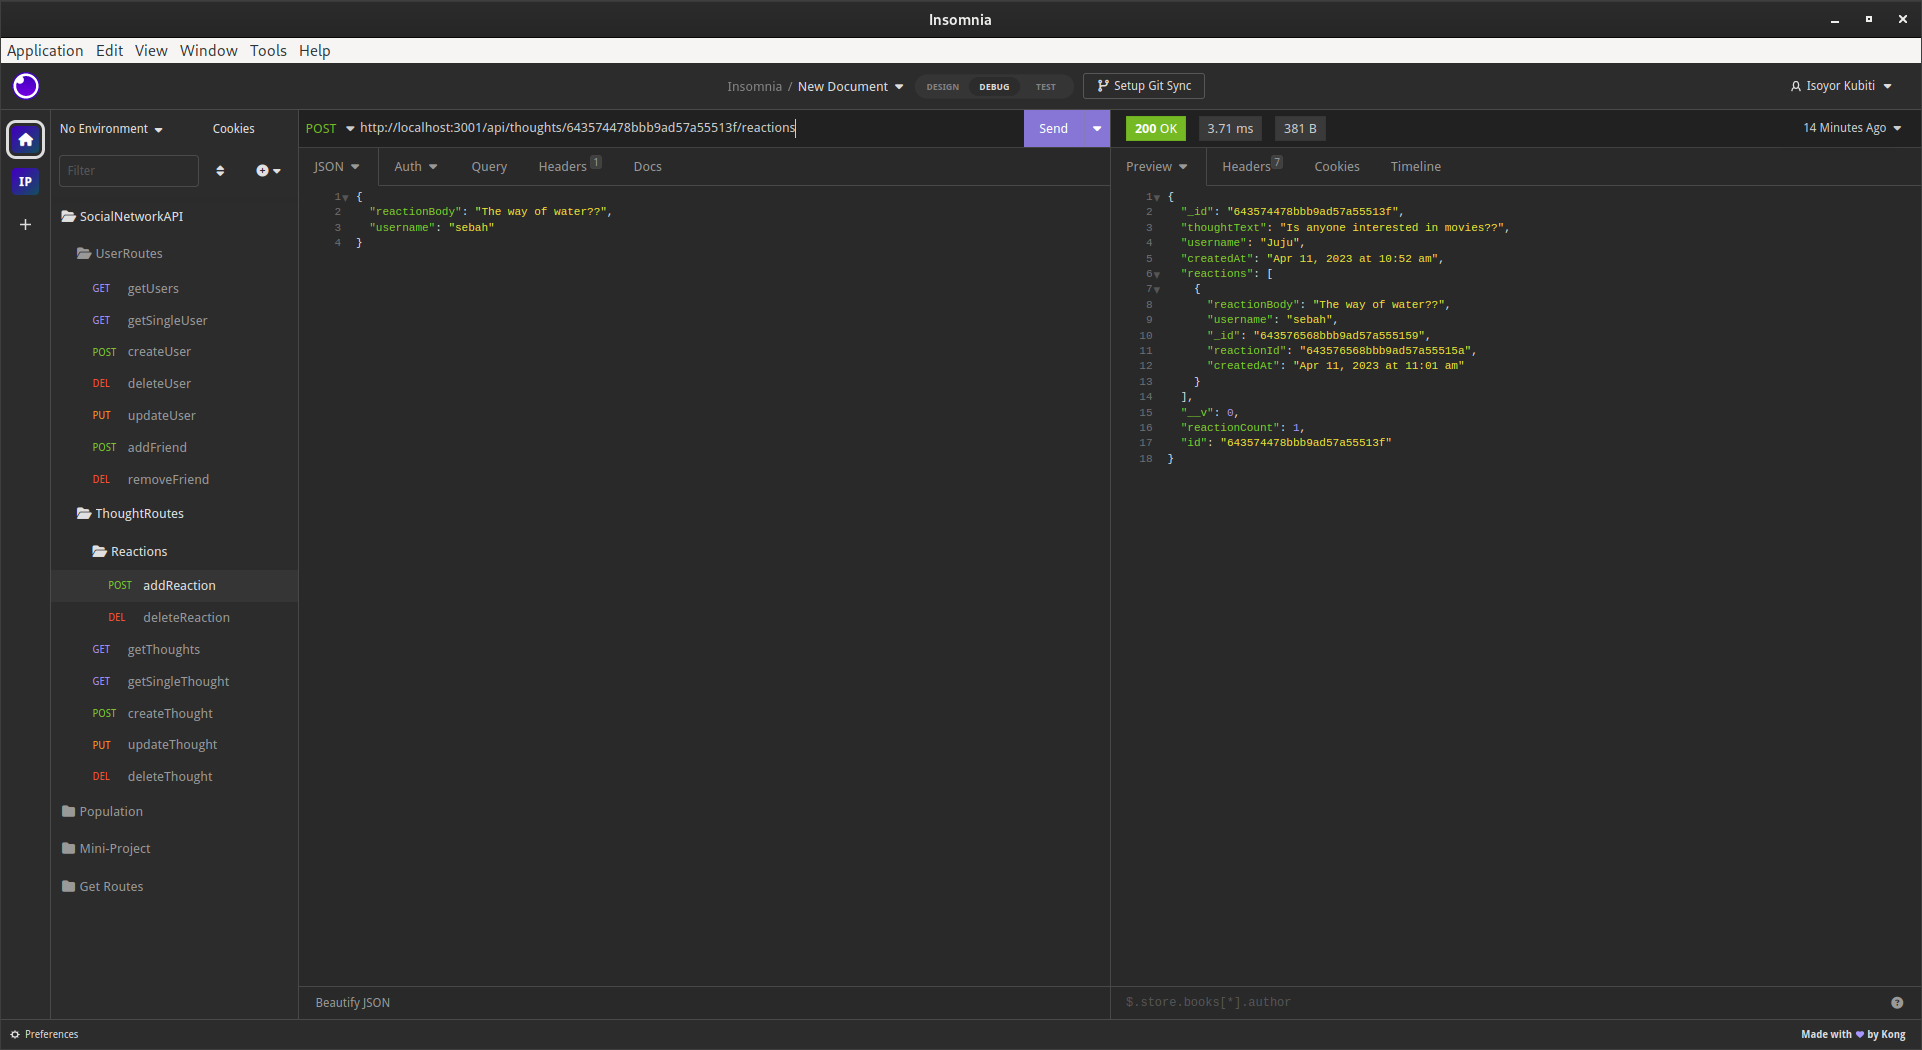 Insomnia
Application Edit View Window Tools Help
Insomnia / New Document DESIGN DEBUG TEST Setup Git Sync Isoyor Kubiti
No Environment Cookies
Filter
IP
SocialNetworkAPI
UserRoutes
GET getUsers
GET getSingleUser
POST createUser
DEL deleteUser
PUT updateUser
POST addFriend
DEL removeFriend
ThoughtRoutes
Reactions
POST addReaction
DEL deleteReaction
GET getThoughts
GET getSingleThought
POST createThought
PUT updateThought
DEL deleteThought
Population
Mini-Project
Get Routes
POST http://localhost:3001/api/thoughts/643574478bbb9ad57a55513f/reactions Send
JSON Auth Query Headers 1 Docs
1 {
2 "reactionBody": "The way of water??",
3 "username": "sebah"
4 }
Beautify JSON
200 OK 3.71 ms 381 B 14 Minutes Ago
Preview Headers 7 Cookies Timeline
1 {
2 "_id": "643574478bbb9ad57a55513f",
3 "thoughtText": "Is anyone interested in movies??",
4 "username": "Juju",
5 "createdAt": "Apr 11, 2023 at 10:52 am",
6 "reactions": [
7 {
8 "reactionBody": "The way of water??",
9 "username": "sebah",
10 "_id": "643576568bbb9ad57a555159",
11 "reactionId": "643576568bbb9ad57a55515a",
12 "createdAt": "Apr 11, 2023 at 11:01 am"
13 }
14 ],
15 "__v": 0,
16 "reactionCount": 1,
17 "id": "643574478bbb9ad57a55513f"
18 }
$.store.books[*].author
Preferences
Made with ♥ by Kong